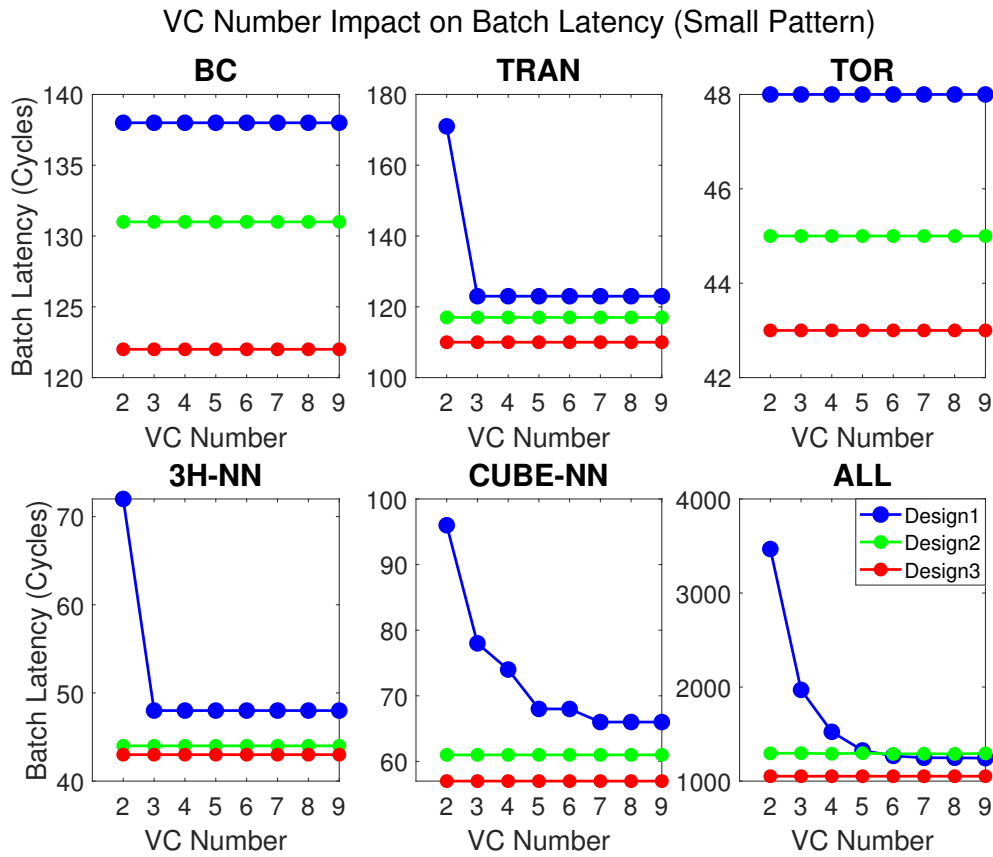 VC Number Impact on Batch Latency (Small Pattern)
BC
Batch Latency (Cycles)
140
135
130
125
120
2 3 4 5 6 7 8 9
VC Number
TRAN
180
160
140
120
100
2 3 4 5 6 7 8 9
VC Number
TOR
48
46
44
42
2 3 4 5 6 7 8 9
VC Number
3H-NN
Batch Latency (Cycles)
70
60
50
40
2 3 4 5 6 7 8 9
VC Number
CUBE-NN
100
90
80
70
60
2 3 4 5 6 7 8 9
VC Number
ALL
4000
3000
2000
1000
Design1
Design2
Design3
2 3 4 5 6 7 8 9
VC Number